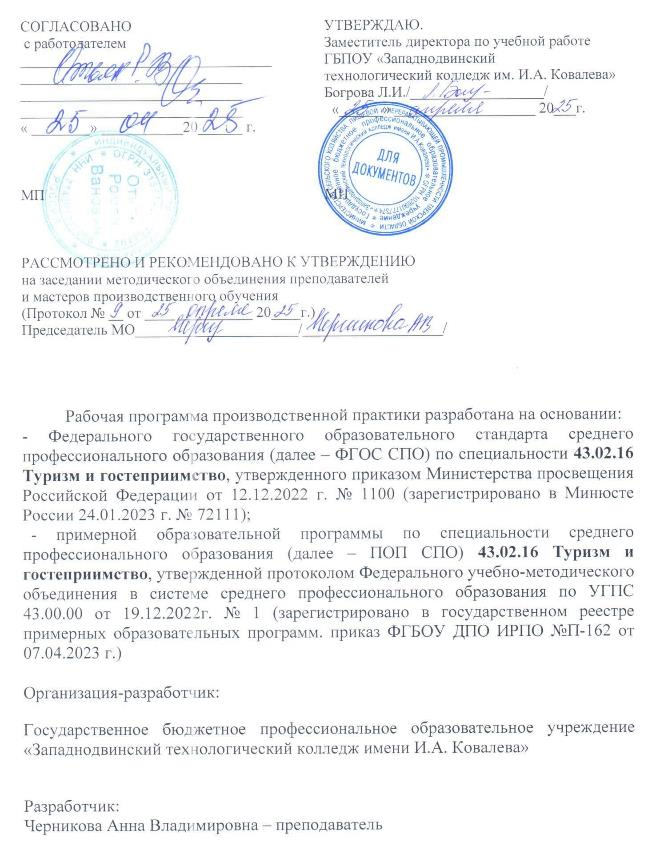 СОГЛАСОВАНО
с работодателем
« 25 » 04 20 25 г.
МП
УТВЕРЖДАЮ.
Заместитель директора по учебной работе
ГБПОУ «Западнодвинский
технологический колледж им. И.А. Ковалева»
Богрова Л.И./ /
« 25 апреля 20 25 г.
МП
ДЛЯ
ДОКУМЕНТОВ
РАССМОТРЕНО И РЕКОМЕНДОВАНО К УТВЕРЖДЕНИЮ
на заседании методического объединения преподавателей
и мастеров производственного обучения
(Протокол № 9 от 25 апреля 20 25 г.)
Председатель МО / /
Рабочая программа производственной практики разработана на основании:
- Федерального государственного образовательного стандарта среднего
профессионального образования (далее – ФГОС СПО) по специальности 43.02.16
Туризм и гостеприимство, утвержденного приказом Министерства просвещения
Российской Федерации от 12.12.2022 г. № 1100 (зарегистрировано в Минюсте
России 24.01.2023 г. № 72111);
- примерной образовательной программы по специальности среднего
профессионального образования (далее – ПОП СПО) 43.02.16 Туризм и
гостеприимство, утвержденной протоколом Федерального учебно-методического
объединения в системе среднего профессионального образования по УГПС
43.00.00 от 19.12.2022г. № 1 (зарегистрировано в государственном реестре
примерных образовательных программ. приказ ФГБОУ ДПО ИРПО №П-162 от
07.04.2023 г.)
Организация-разработчик:
Государственное бюджетное профессиональное образовательное учреждение
«Западнодвинский технологический колледж имени И.А. Ковалева»
Разработчик:
Черникова Анна Владимировна – преподаватель